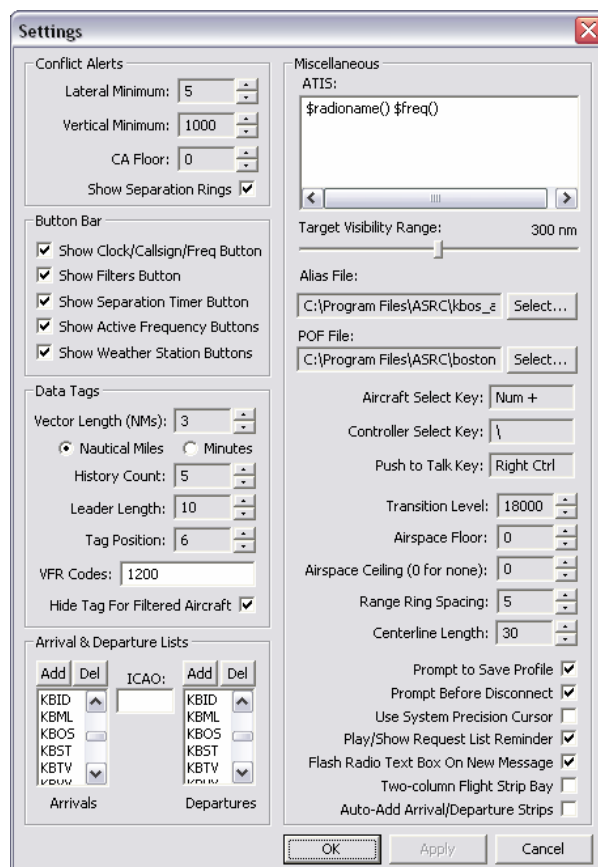 Settings
Conflict Alerts
Lateral Minimum: 5
Vertical Minimum: 1000
CA Floor: 0
Show Separation Rings
Button Bar
Show Clock/Callsign/Freq Button
Show Filters Button
Show Separation Timer Button
Show Active Frequency Buttons
Show Weather Station Buttons
Data Tags
Vector Length (NMs): 3
Nautical Miles Minutes
History Count: 5
Leader Length: 10
Tag Position: 6
VFR Codes: 1200
Hide Tag For Filtered Aircraft
Arrival & Departure Lists
Add Del ICAO: Add Del
KBID KBID
KBML KBML
KBOS KBOS
KBST KBST
KBTV KBTV
Arrivals Departures
Miscellaneous
ATIS:
$radioname() $freq()
Target Visibility Range: 300 nm
Alias File:
C:\Program Files\ASRC\kbos_a Select...
POF File:
C:\Program Files\ASRC\boston Select...
Aircraft Select Key: Num +
Controller Select Key: \
Push to Talk Key: Right Ctrl
Transition Level: 18000
Airspace Floor: 0
Airspace Ceiling (0 for none): 0
Range Ring Spacing: 5
Centerline Length: 30
Prompt to Save Profile
Prompt Before Disconnect
Use System Precision Cursor
Play/Show Request List Reminder
Flash Radio Text Box On New Message
Two-column Flight Strip Bay
Auto-Add Arrival/Departure Strips
OK Apply Cancel